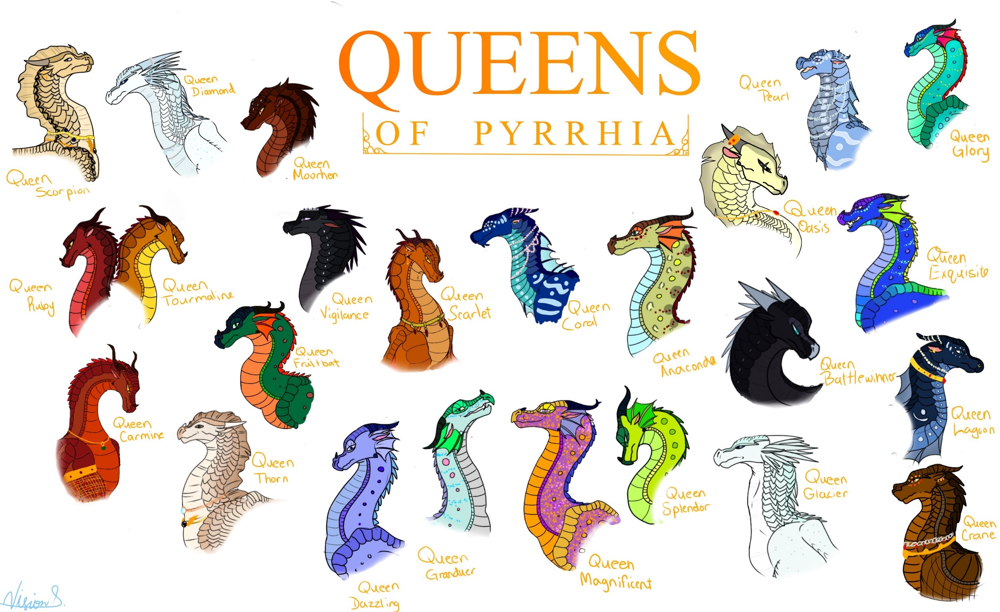 QUEENS
OF PYRRHIA
Queen
Scorpion
Queen
Diamond
Queen
Moorhen
Queen
Pearl
Queen
Glory
Queen
Oasis
Queen
Exquisite
Queen
Ruby
Queen
Tourmaline
Queen
Vigilance
Queen
Scarlet
Queen
Coral
Queen
Anaconda
Queen
Battlewinner
Queen
Fruitbat
Queen
Carmine
Queen
Thorn
Queen
Lagoon
Queen
Dazzling
Queen
Granduer
Queen
Magnificent
Queen
Splendor
Queen
Glacier
Queen
Crane
Vision S.